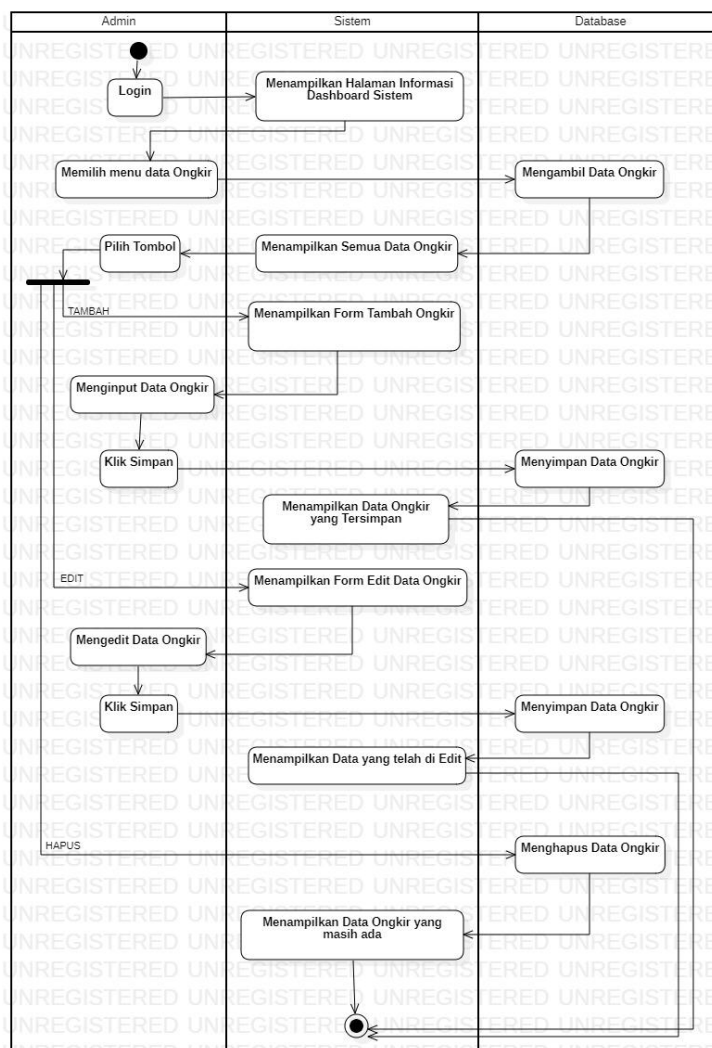 Admin
Sistem
Database
Login
Menampilkan Halaman Informasi
Dashboard Sistem
Memilih menu data Ongkir
Mengambil Data Ongkir
Pilih Tombol
Menampilkan Semua Data Ongkir
TAMBAH
Menampilkan Form Tambah Ongkir
Menginput Data Ongkir
Klik Simpan
Menyimpan Data Ongkir
Menampilkan Data Ongkir
yang Tersimpan
EDIT
Menampilkan Form Edit Data Ongkir
Mengedit Data Ongkir
Klik Simpan
Menyimpan Data Ongkir
Menampilkan Data yang telah di Edit
HAPUS
Menghapus Data Ongkir
Menampilkan Data Ongkir yang
masih ada
UNREGISTERED